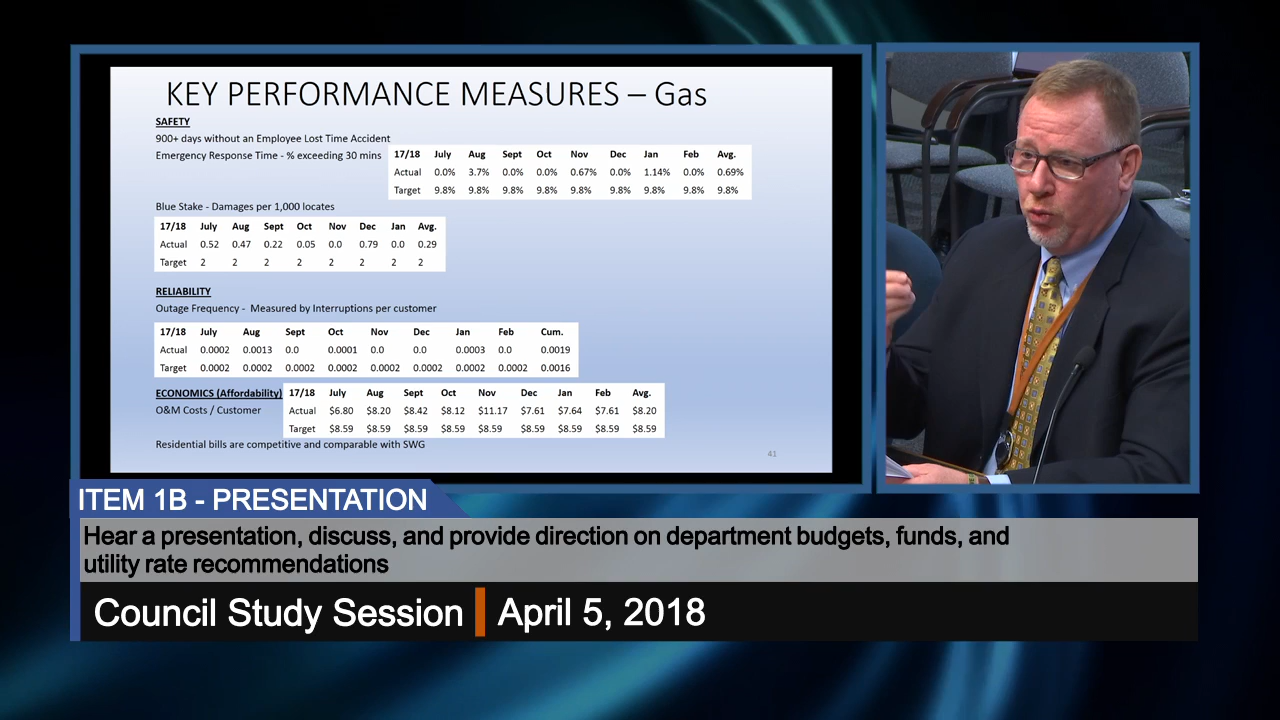 KEY PERFORMANCE MEASURES – Gas
SAFETY
900+ days without an Employee Lost Time Accident
Emergency Response Time - % exceeding 30 mins
17/18 July Aug Sept Oct Nov Dec Jan Feb Avg.
Actual 0.0% 3.7% 0.0% 0.0% 0.67% 0.0% 1.14% 0.0% 0.69%
Target 9.8% 9.8% 9.8% 9.8% 9.8% 9.8% 9.8% 9.8% 9.8%
Blue Stake - Damages per 1,000 locates
17/18 July Aug Sept Oct Nov Dec Jan Avg.
Actual 0.52 0.47 0.22 0.05 0.0 0.79 0.0 0.29
Target 2 2 2 2 2 2 2 2
RELIABILITY
Outage Frequency - Measured by Interruptions per customer
17/18 July Aug Sept Oct Nov Dec Jan Feb Cum.
Actual 0.0002 0.0013 0.0 0.0001 0.0 0.0 0.0003 0.0 0.0019
Target 0.0002 0.0002 0.0002 0.0002 0.0002 0.0002 0.0002 0.0002 0.0016
ECONOMICS (Affordability)
17/18 July Aug Sept Oct Nov Dec Jan Feb Avg.
O&M Costs / Customer
Actual $6.80 $8.20 $8.42 $8.12 $11.17 $7.61 $7.64 $7.61 $8.20
Target $8.59 $8.59 $8.59 $8.59 $8.59 $8.59 $8.59 $8.59 $8.59
Residential bills are competitive and comparable with SWG
41
ITEM 1B - PRESENTATION
Hear a presentation, discuss, and provide direction on department budgets, funds, and
utility rate recommendations
Council Study Session
April 5, 2018